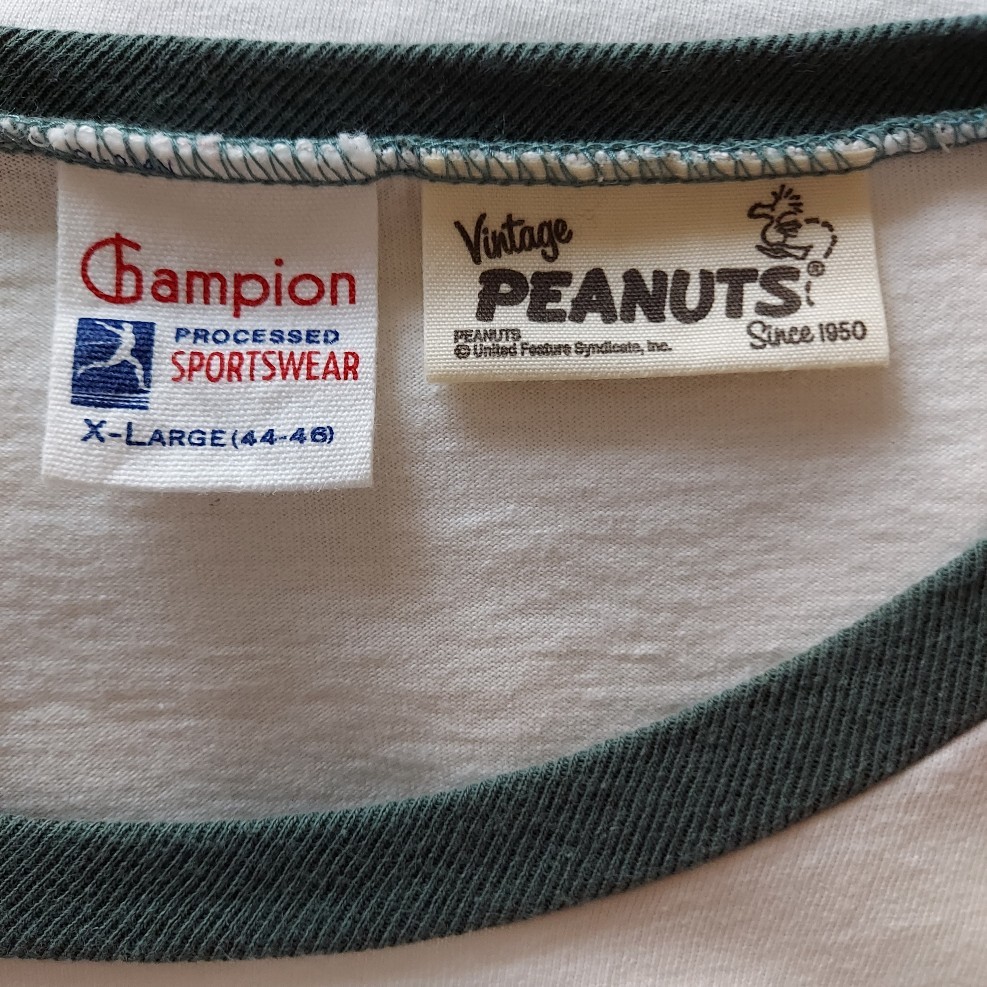 Champion
PROCESSED
SPORTSWEAR
X-LARGE (44-46)
Vintage
PEANUTS®
Since 1950
PEANUTS
© United Feature Syndicate, Inc.